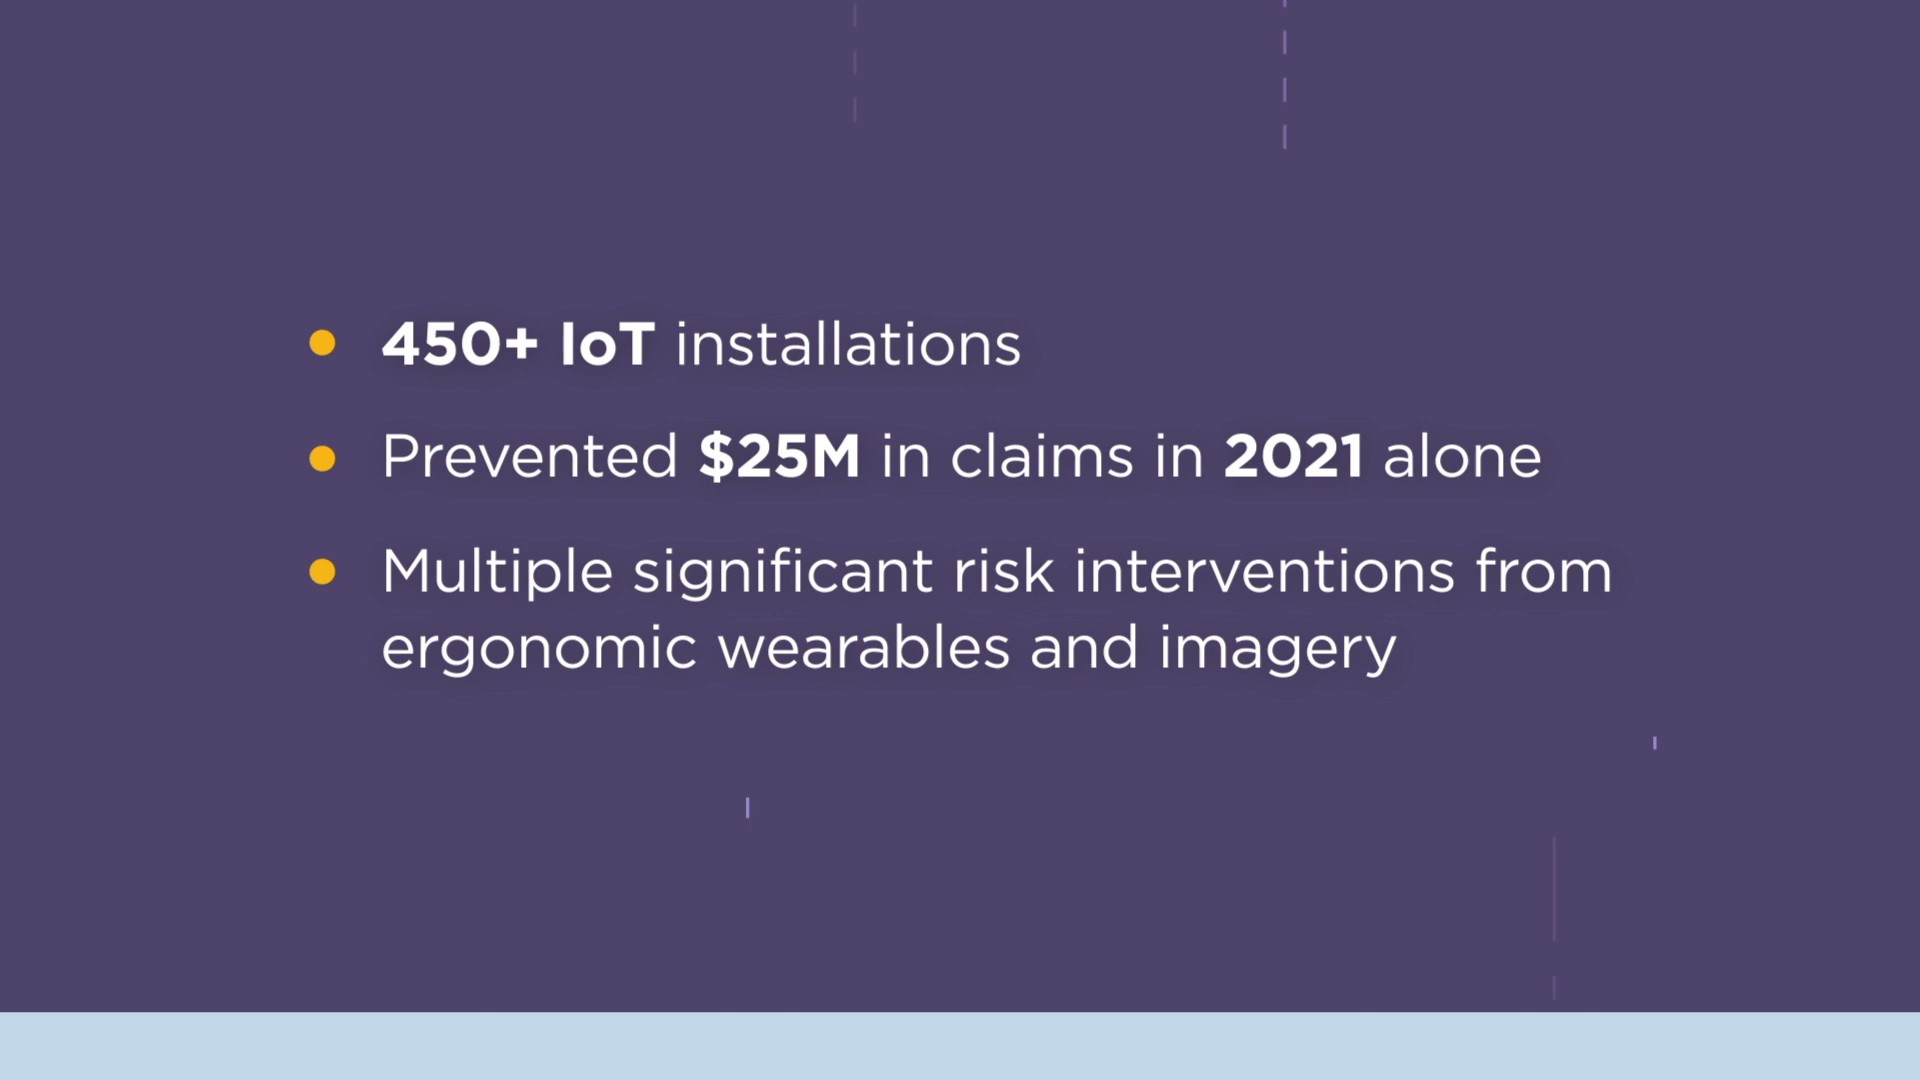 450+ IoT installations
Prevented $25M in claims in 2021 alone
Multiple significant risk interventions from
ergonomic wearables and imagery